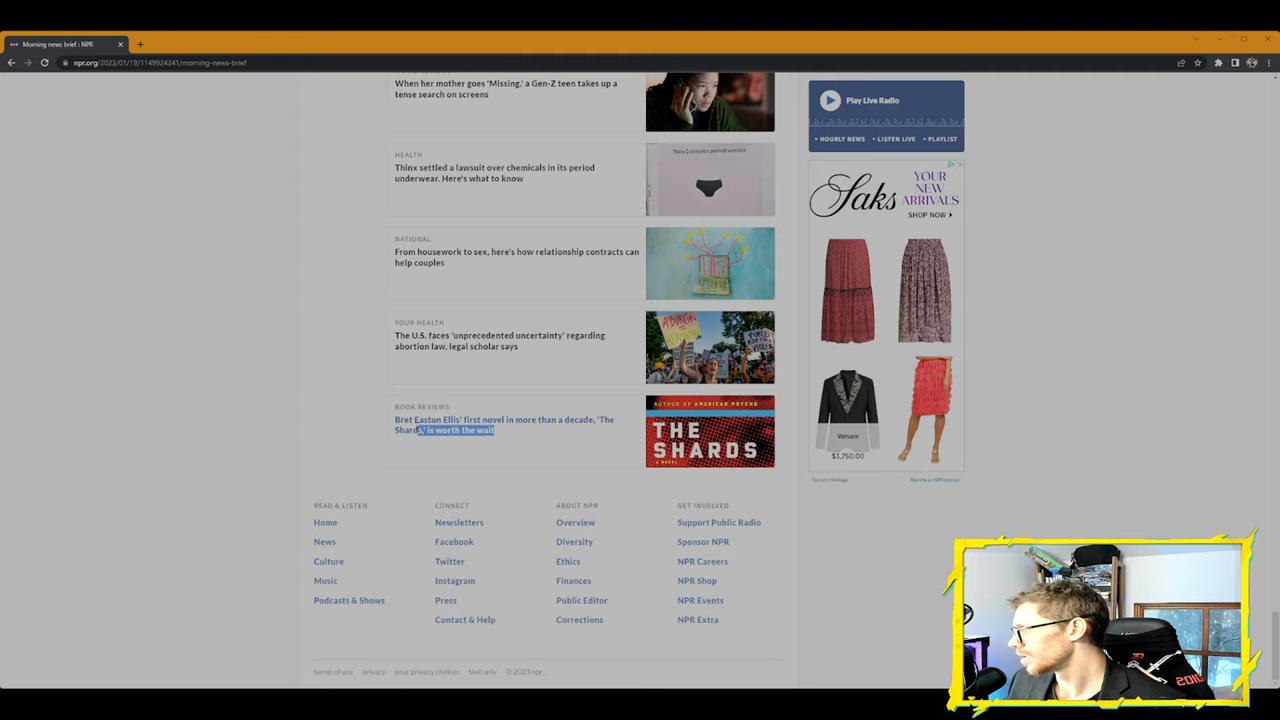 Morning news brief : NPR
npr.org/2023/01/19/1149924241/morning-news-brief
When her mother goes 'Missing,' a Gen-Z teen takes up a
tense search on screens
HEALTH
Thinx settled a lawsuit over chemicals in its period
underwear. Here's what to know
NATIONAL
From housework to sex, here's how relationship contracts can
help couples
YOUR HEALTH
The U.S. faces 'unprecedented uncertainty' regarding
abortion law, legal scholar says
BOOK REVIEWS
Bret Easton Ellis' first novel in more than a decade, 'The
Shards,' is worth the wait
AUTHOR OF AMERICAN PSYCHO
THE
SHARDS
A NOVEL
Play Live Radio
HOURLY NEWS
LISTEN LIVE
PLAYLIST
Saks
YOUR
NEW
ARRIVALS
SHOP NOW
Versace
$3,750.00
Sponsor Message
Become an NPR sponsor
READ & LISTEN
Home
News
Culture
Music
Podcasts & Shows
CONNECT
Newsletters
Facebook
Twitter
Instagram
Press
Contact & Help
ABOUT NPR
Overview
Diversity
Ethics
Finances
Public Editor
Corrections
GET INVOLVED
Support Public Radio
Sponsor NPR
NPR Careers
NPR Shop
NPR Events
NPR Extra
terms of use
privacy
your privacy choices
text only
© 2023 npr